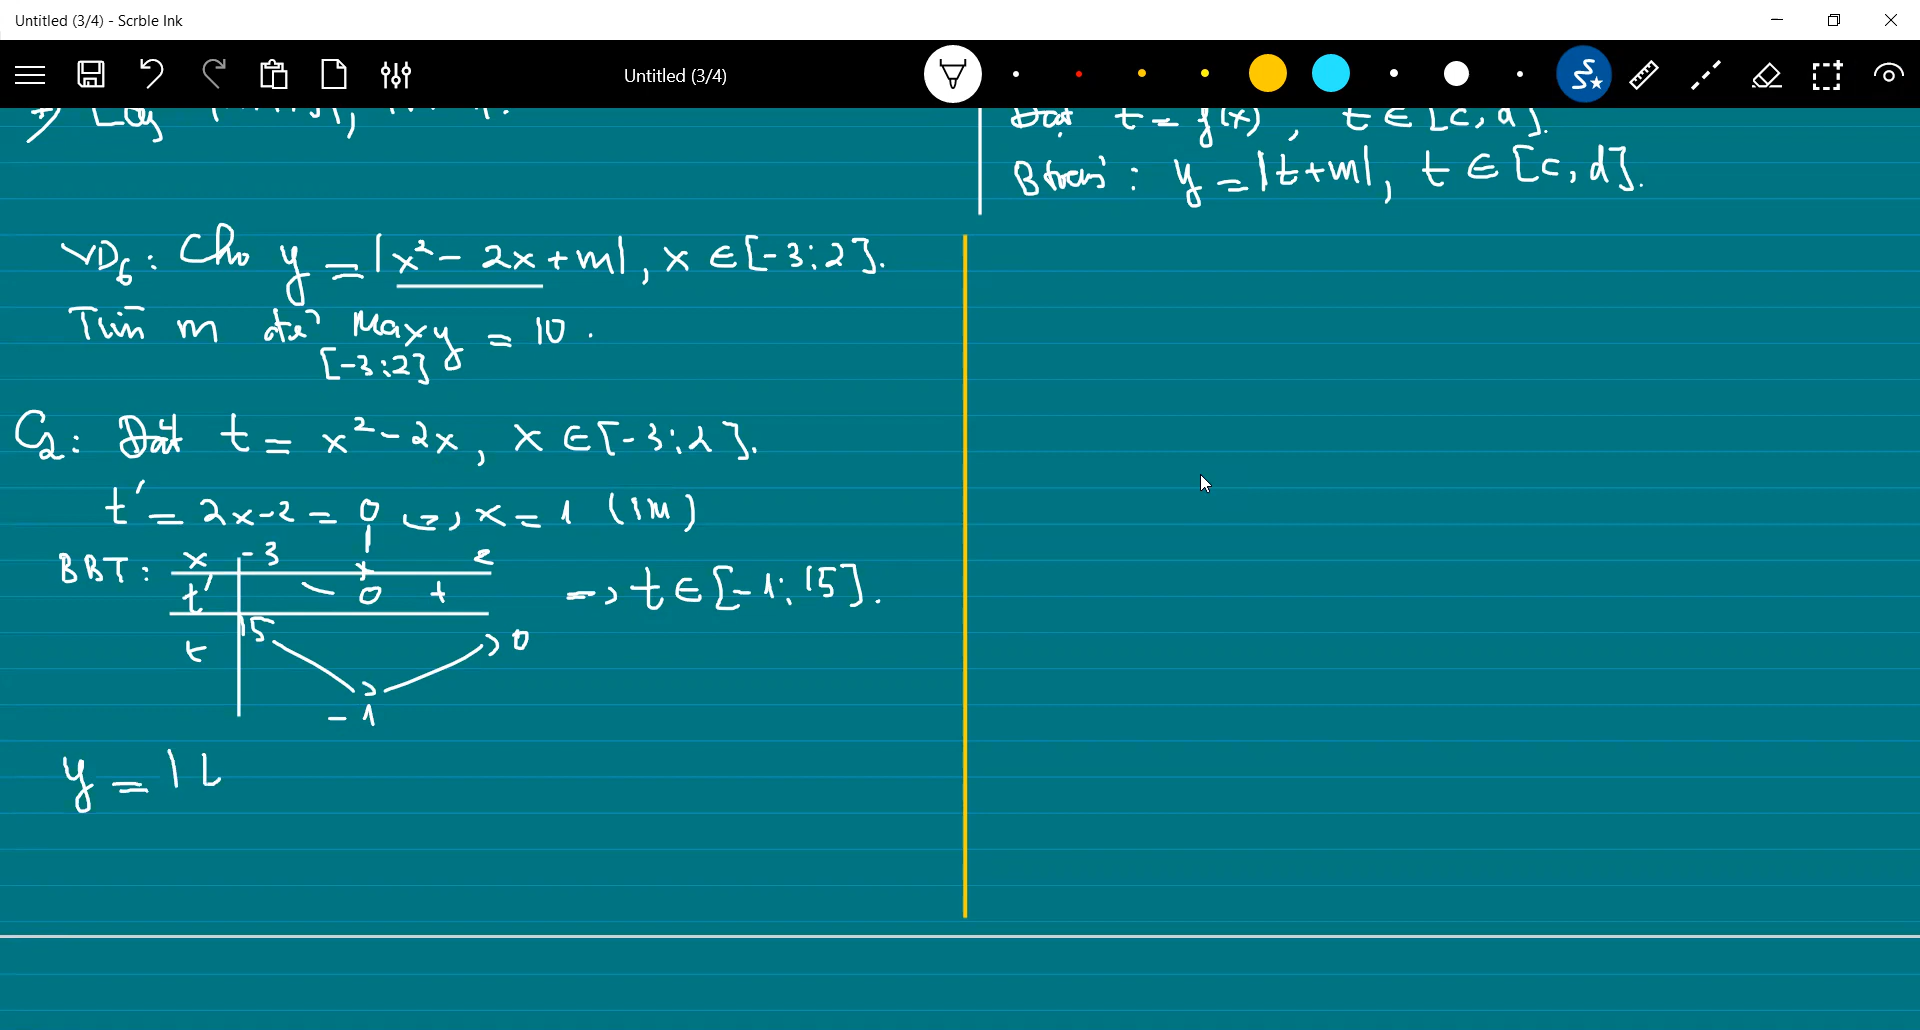 Untitled (3/4) - Scrble Ink
Untitled (3/4)
Đặt t = f(x), t ∈ [c, d].
y = |t+m|, t ∈ [c, d].
VD6: Cho y = |x² - 2x + m|, x ∈ [-3; 2].
Tìm m để Max y = 10.
[-3; 2]
C2: Đặt t = x² - 2x, x ∈ [-3; 2].
t' = 2x - 2 = 0 <=> x = 1 (TM)
BBT: x -3 1 2
t' - 0 + => t ∈ [-1; 15].
t 15 0
-1
y = |